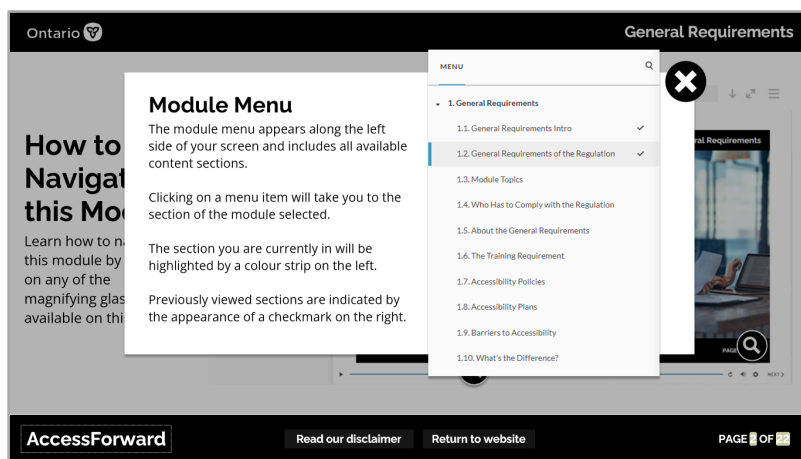 Ontario
General Requirements
How to
Navigat
this Mo
Learn how to na
this module by
on any of the
magnifying glas
available on thi
Module Menu
The module menu appears along the left
side of your screen and includes all available
content sections.
Clicking on a menu item will take you to the
section of the module selected.
The section you are currently in will be
highlighted by a colour strip on the left.
Previously viewed sections are indicated by
the appearance of a checkmark on the right.
MENU
1. General Requirements
1.1. General Requirements Intro
1.2. General Requirements of the Regulation
1.3. Module Topics
1.4. Who Has to Comply with the Regulation
1.5. About the General Requirements
1.6. The Training Requirement
1.7. Accessibility Policies
1.8. Accessibility Plans
1.9. Barriers to Accessibility
1.10. What's the Difference?
ral Requirements
PAGE
NEXT
AccessForward
Read our disclaimer
Return to website
PAGE 2 OF 22